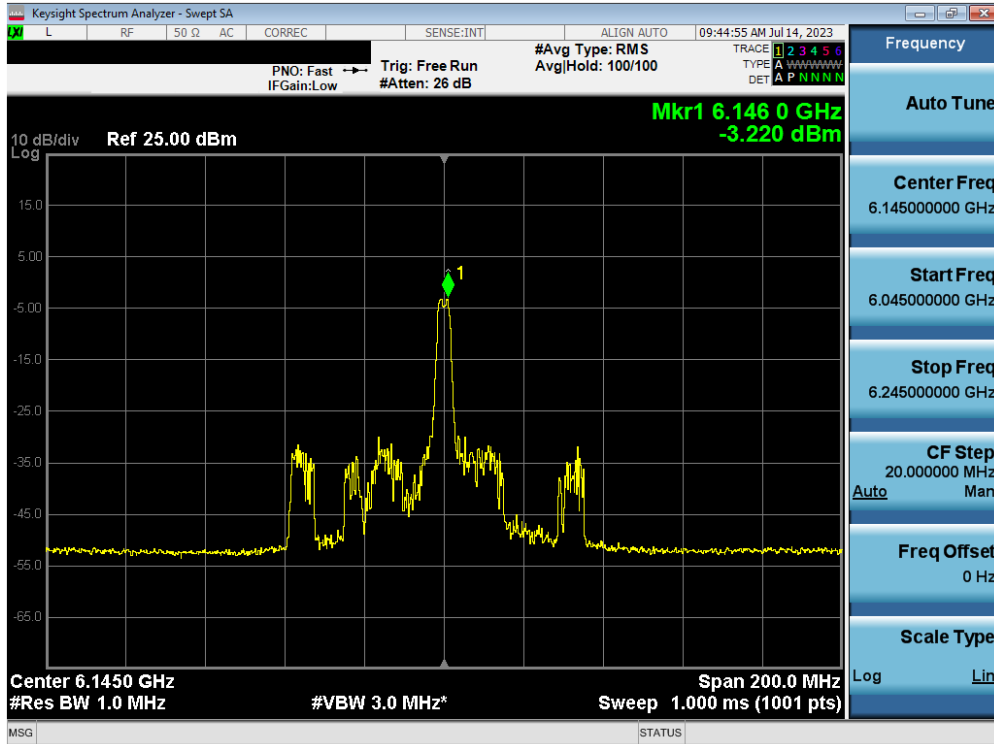 Keysight Spectrum Analyzer - Swept SA
LXI L RF 50 Ω AC CORREC SENSE:INT ALIGN AUTO 09:44:55 AM Jul 14, 2023
Frequency
#Avg Type: RMS TRACE 1 2 3 4 5 6
PNO: Fast Trig: Free Run Avg|Hold: 100/100 TYPE A WWWWW
IFGain:Low #Atten: 26 dB DET A P N N N N
Mkr1 6.146 0 GHz
-3.220 dBm
10 dB/div Ref 25.00 dBm
Log
15.0
5.00
-5.00
-15.0
-25.0
-35.0
-45.0
-55.0
-65.0
1
Center 6.1450 GHz Span 200.0 MHz
#Res BW 1.0 MHz #VBW 3.0 MHz* Sweep 1.000 ms (1001 pts)
MSG STATUS
Auto Tune
Center Freq
6.145000000 GHz
Start Freq
6.045000000 GHz
Stop Freq
6.245000000 GHz
CF Step
20.000000 MHz
Auto Man
Freq Offset
0 Hz
Scale Type
Log Lin